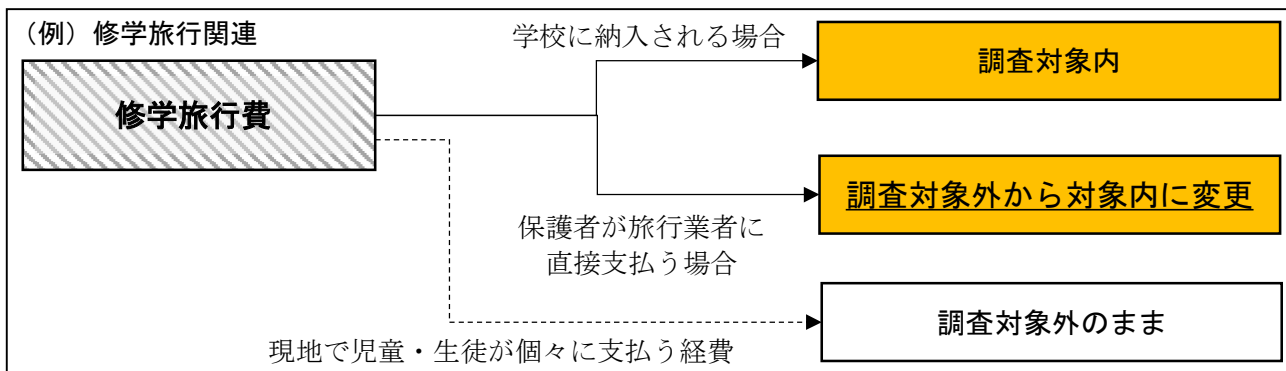 （例）修学旅行関連
学校に納入される場合
調査対象内
修学旅行費
調査対象外から対象内に変更
保護者が旅行業者に
直接支払う場合
調査対象外のまま
現地で児童・生徒が個々に支払う経費